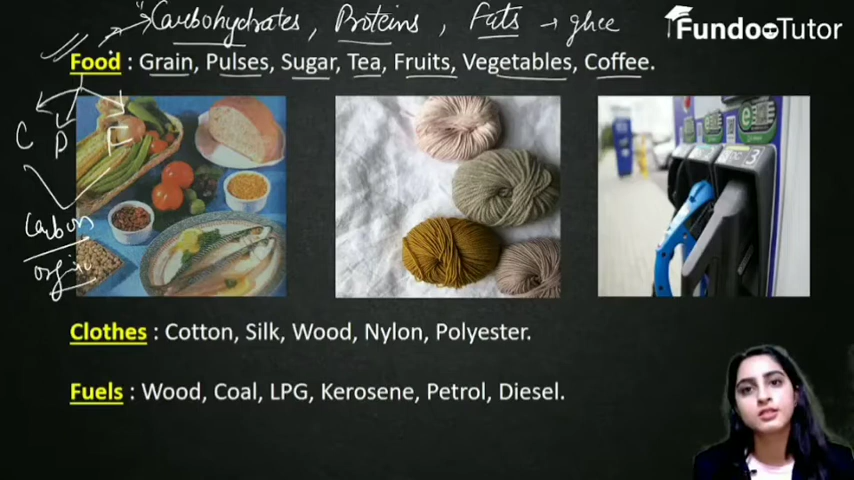 Carbohydrates, Proteins, Fats → ghee
FundooTutor
Food : Grain, Pulses, Sugar, Tea, Fruits, Vegetables, Coffee.
C P F
Carbon
Clothes : Cotton, Silk, Wood, Nylon, Polyester.
Fuels : Wood, Coal, LPG, Kerosene, Petrol, Diesel.